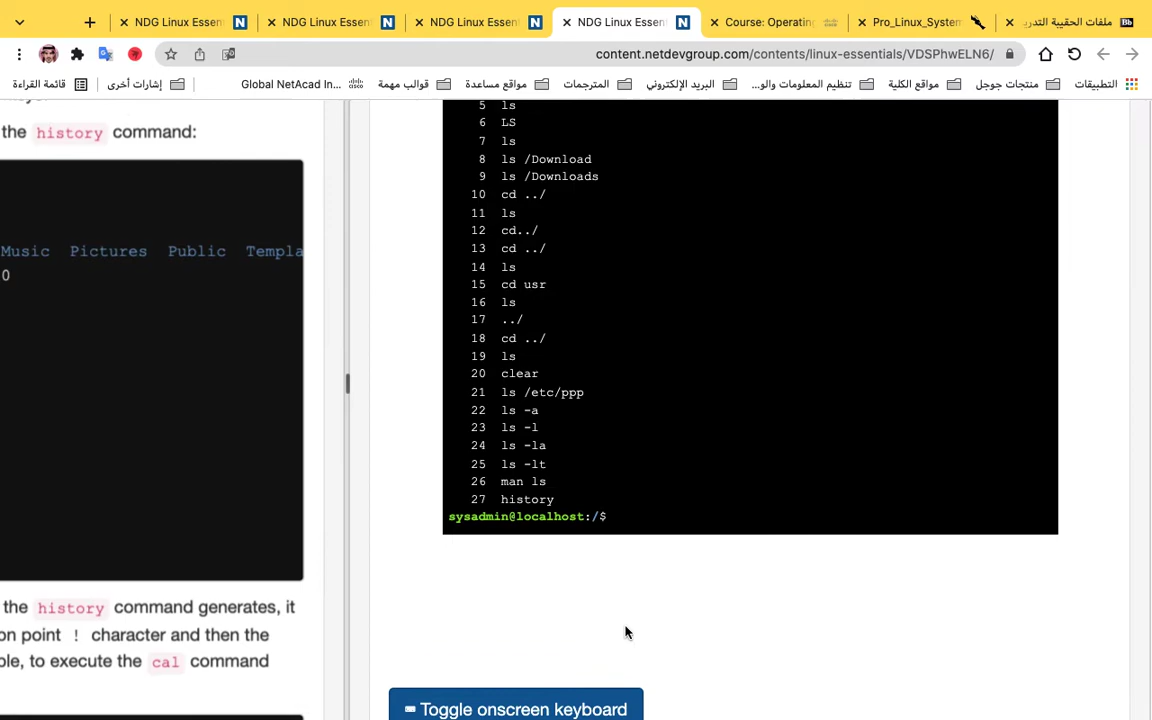 NDG Linux Essen
NDG Linux Essen
NDG Linux Essen
NDG Linux Essen
Course: Operatin
Pro_Linux_System
ملفات الحقيبة التدري
Bb
content.netdevgroup.com/contents/linux-essentials/VDSPhwELN6/
قائمة القراءة
إشارات أخرى
Global NetAcad In...
قوالب مهمة
مواقع مساعدة
المترجمات
البريد الإلكتروني
تنظيم المعلومات والو...
مواقع الكلية
منتجات جوجل
التطبيقات
the history command:
Music Pictures Public Templa
0
the history command generates, it
on point ! character and then the
ple, to execute the cal command
5 ls
6 LS
7 ls
8 ls /Download
9 ls /Downloads
10 cd ../
11 ls
12 cd../
13 cd ../
14 ls
15 cd usr
16 ls
17 ../
18 cd ../
19 ls
20 clear
21 ls /etc/ppp
22 ls -a
23 ls -l
24 ls -la
25 ls -lt
26 man ls
27 history
sysadmin@localhost:/$
Toggle onscreen keyboard